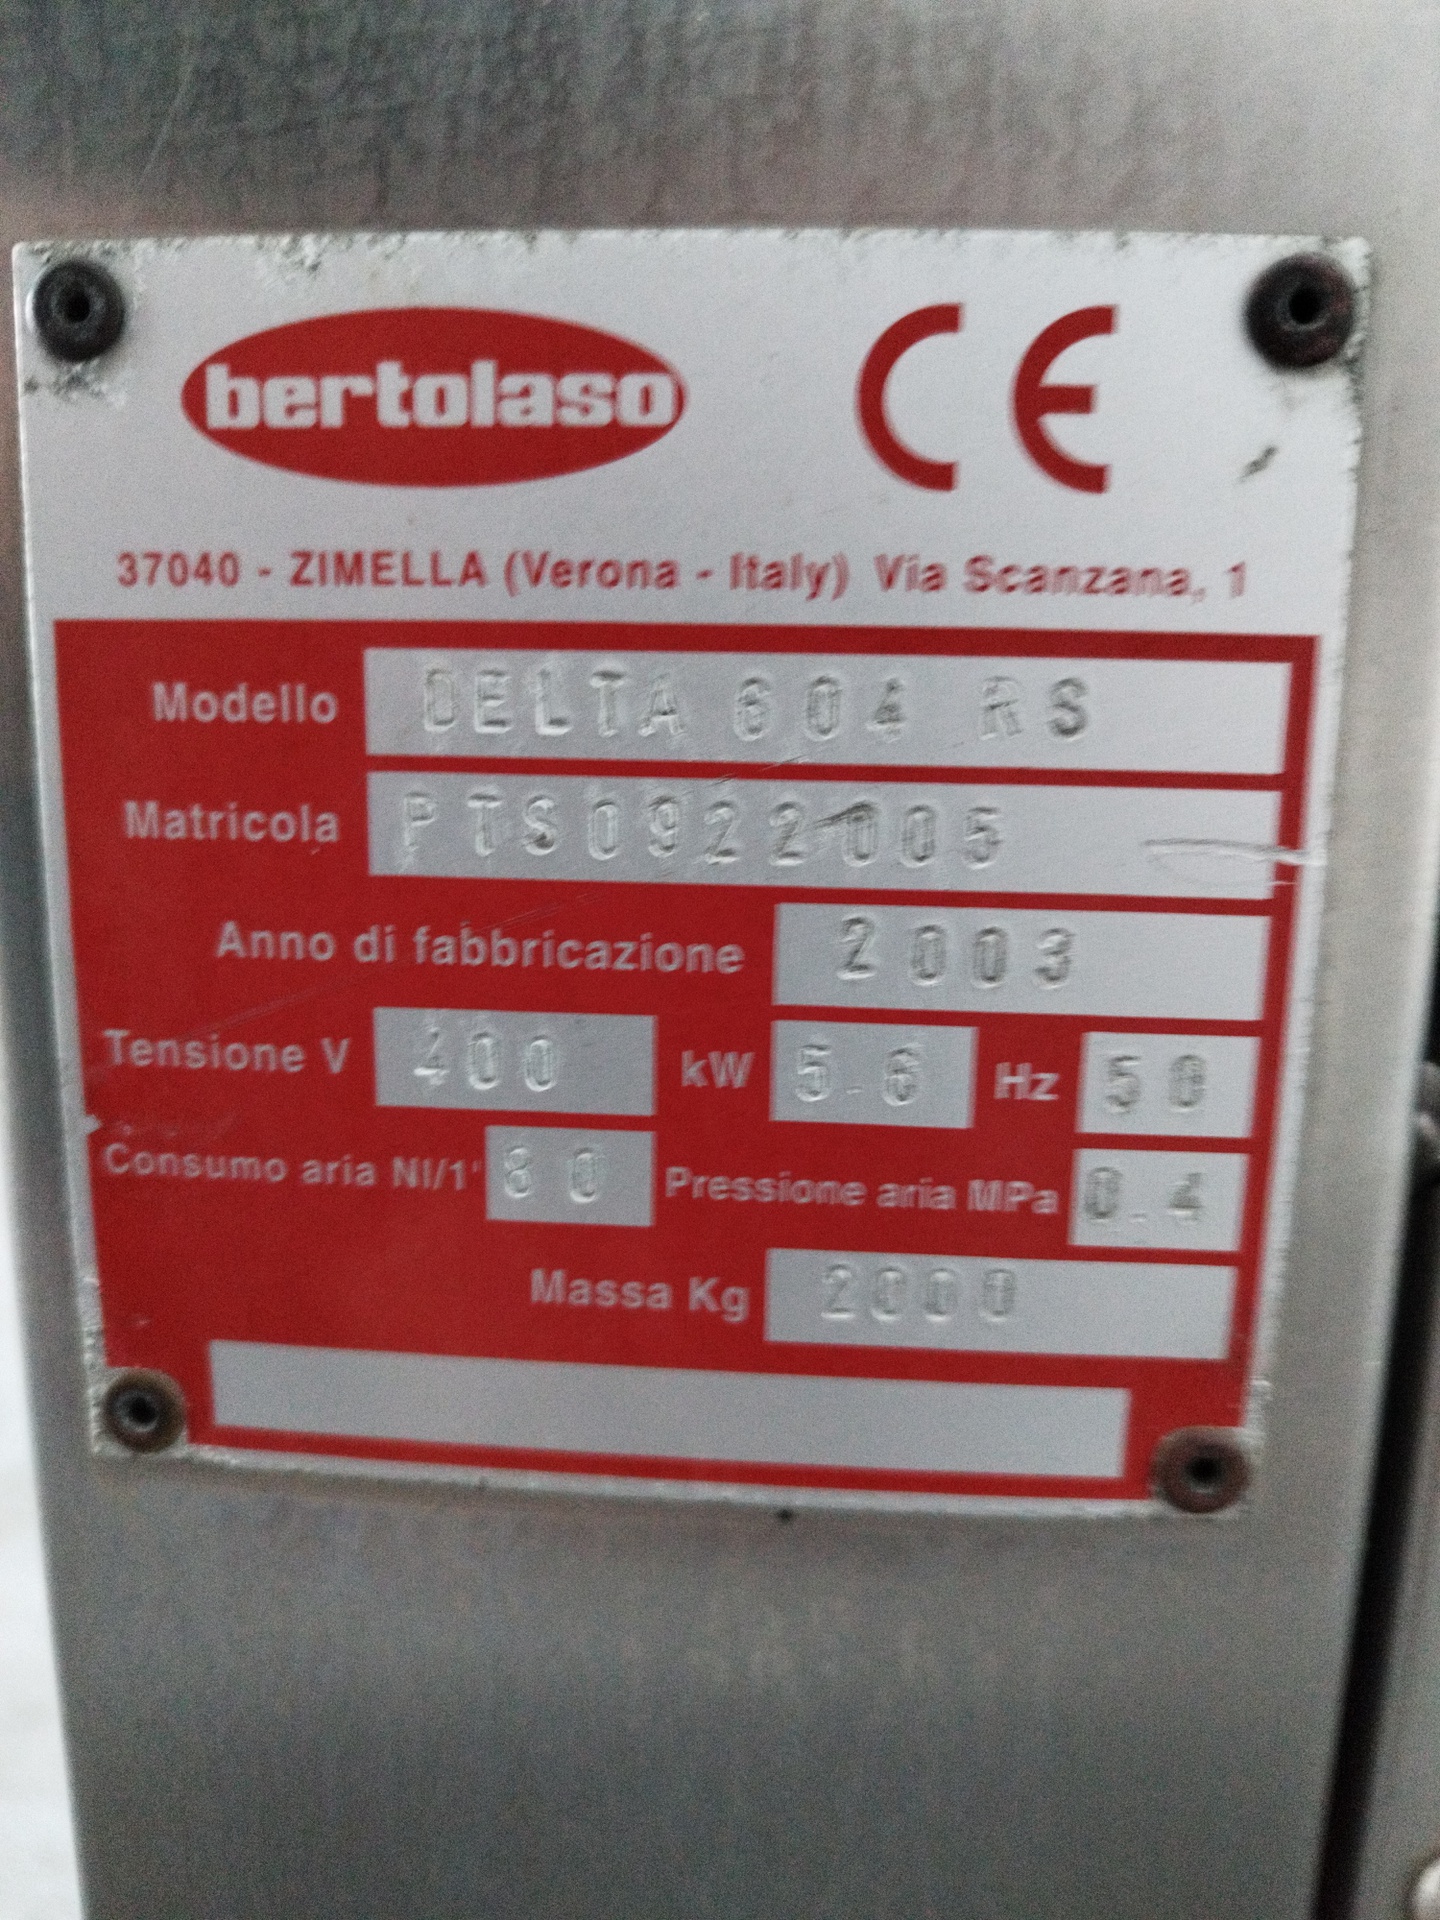 bertolaso CE
37040 - ZIMELLA (Verona - Italy) Via Scanzana, 1
Modello DELTA 604 RS
Matricola PTS0922005
Anno di fabbricazione 2003
Tensione V 400 kW 5.6 Hz 50
Consumo aria Nl/1' 80 Pressione aria MPa 0.4
Massa Kg 2000